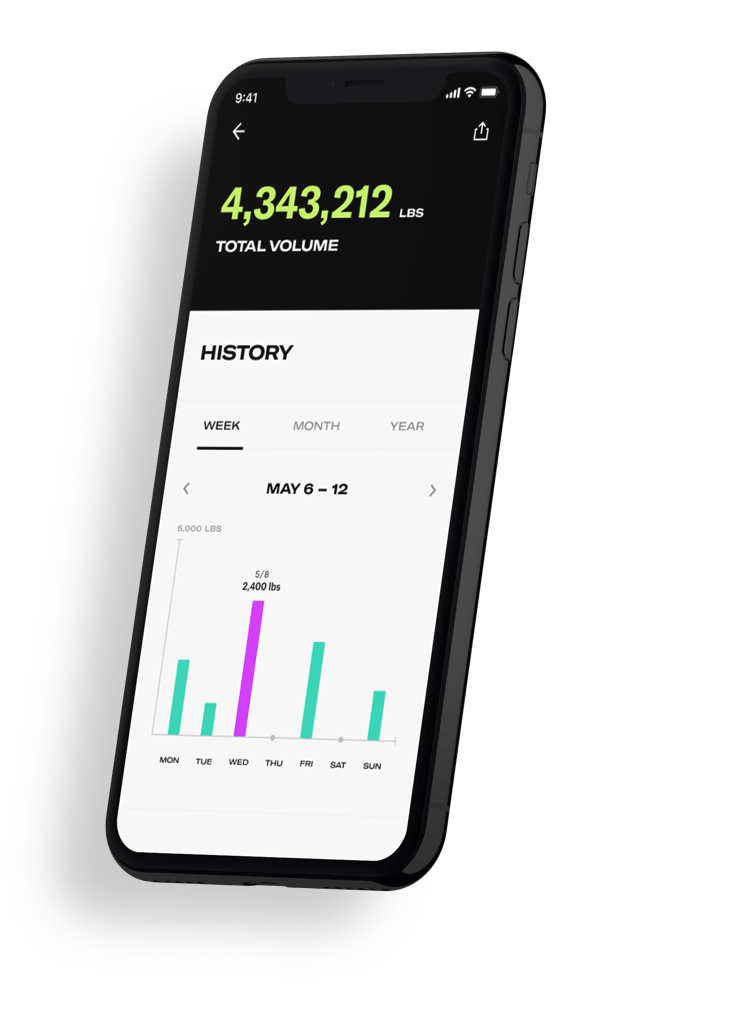 9:41
4,343,212 LBS
TOTAL VOLUME
HISTORY
WEEK MONTH YEAR
MAY 6 – 12
5,000 LBS
5/8
2,400 lbs
MON TUE WED THU FRI SAT SUN